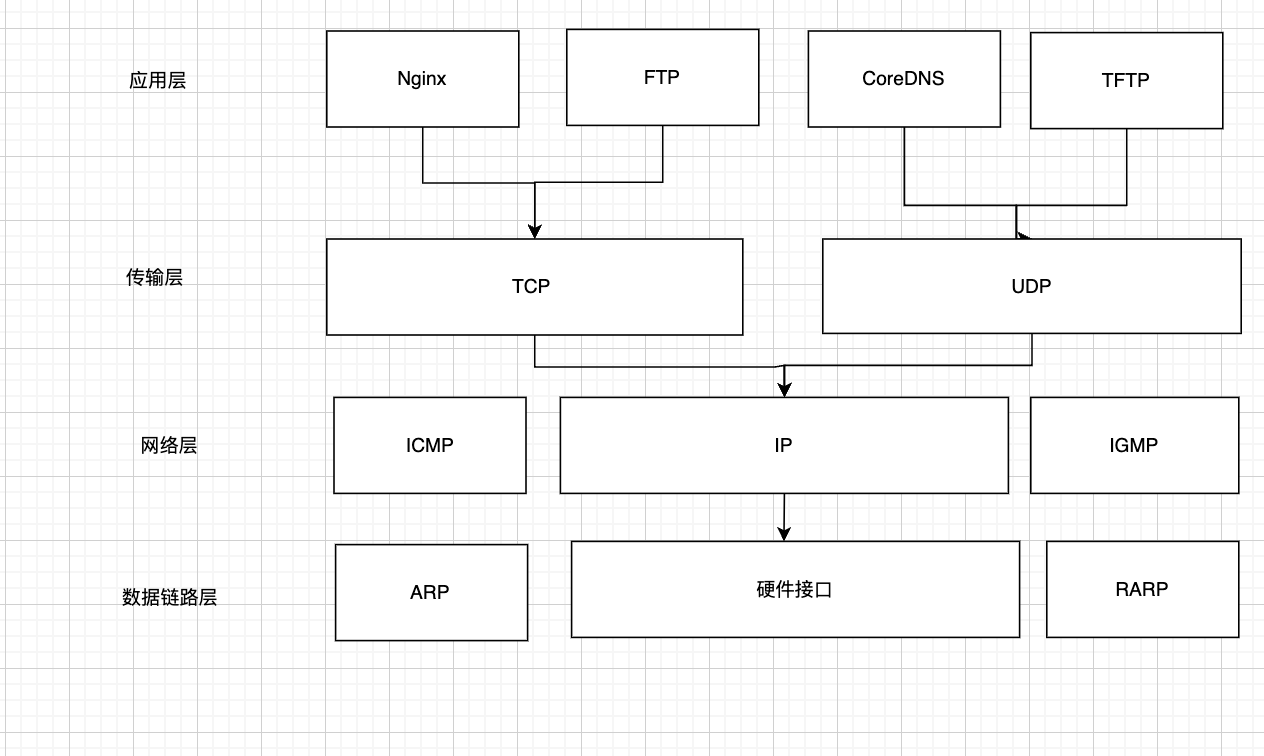 应用层
Nginx
FTP
CoreDNS
TFTP
传输层
TCP
UDP
网络层
ICMP
IP
IGMP
数据链路层
ARP
硬件接口
RARP